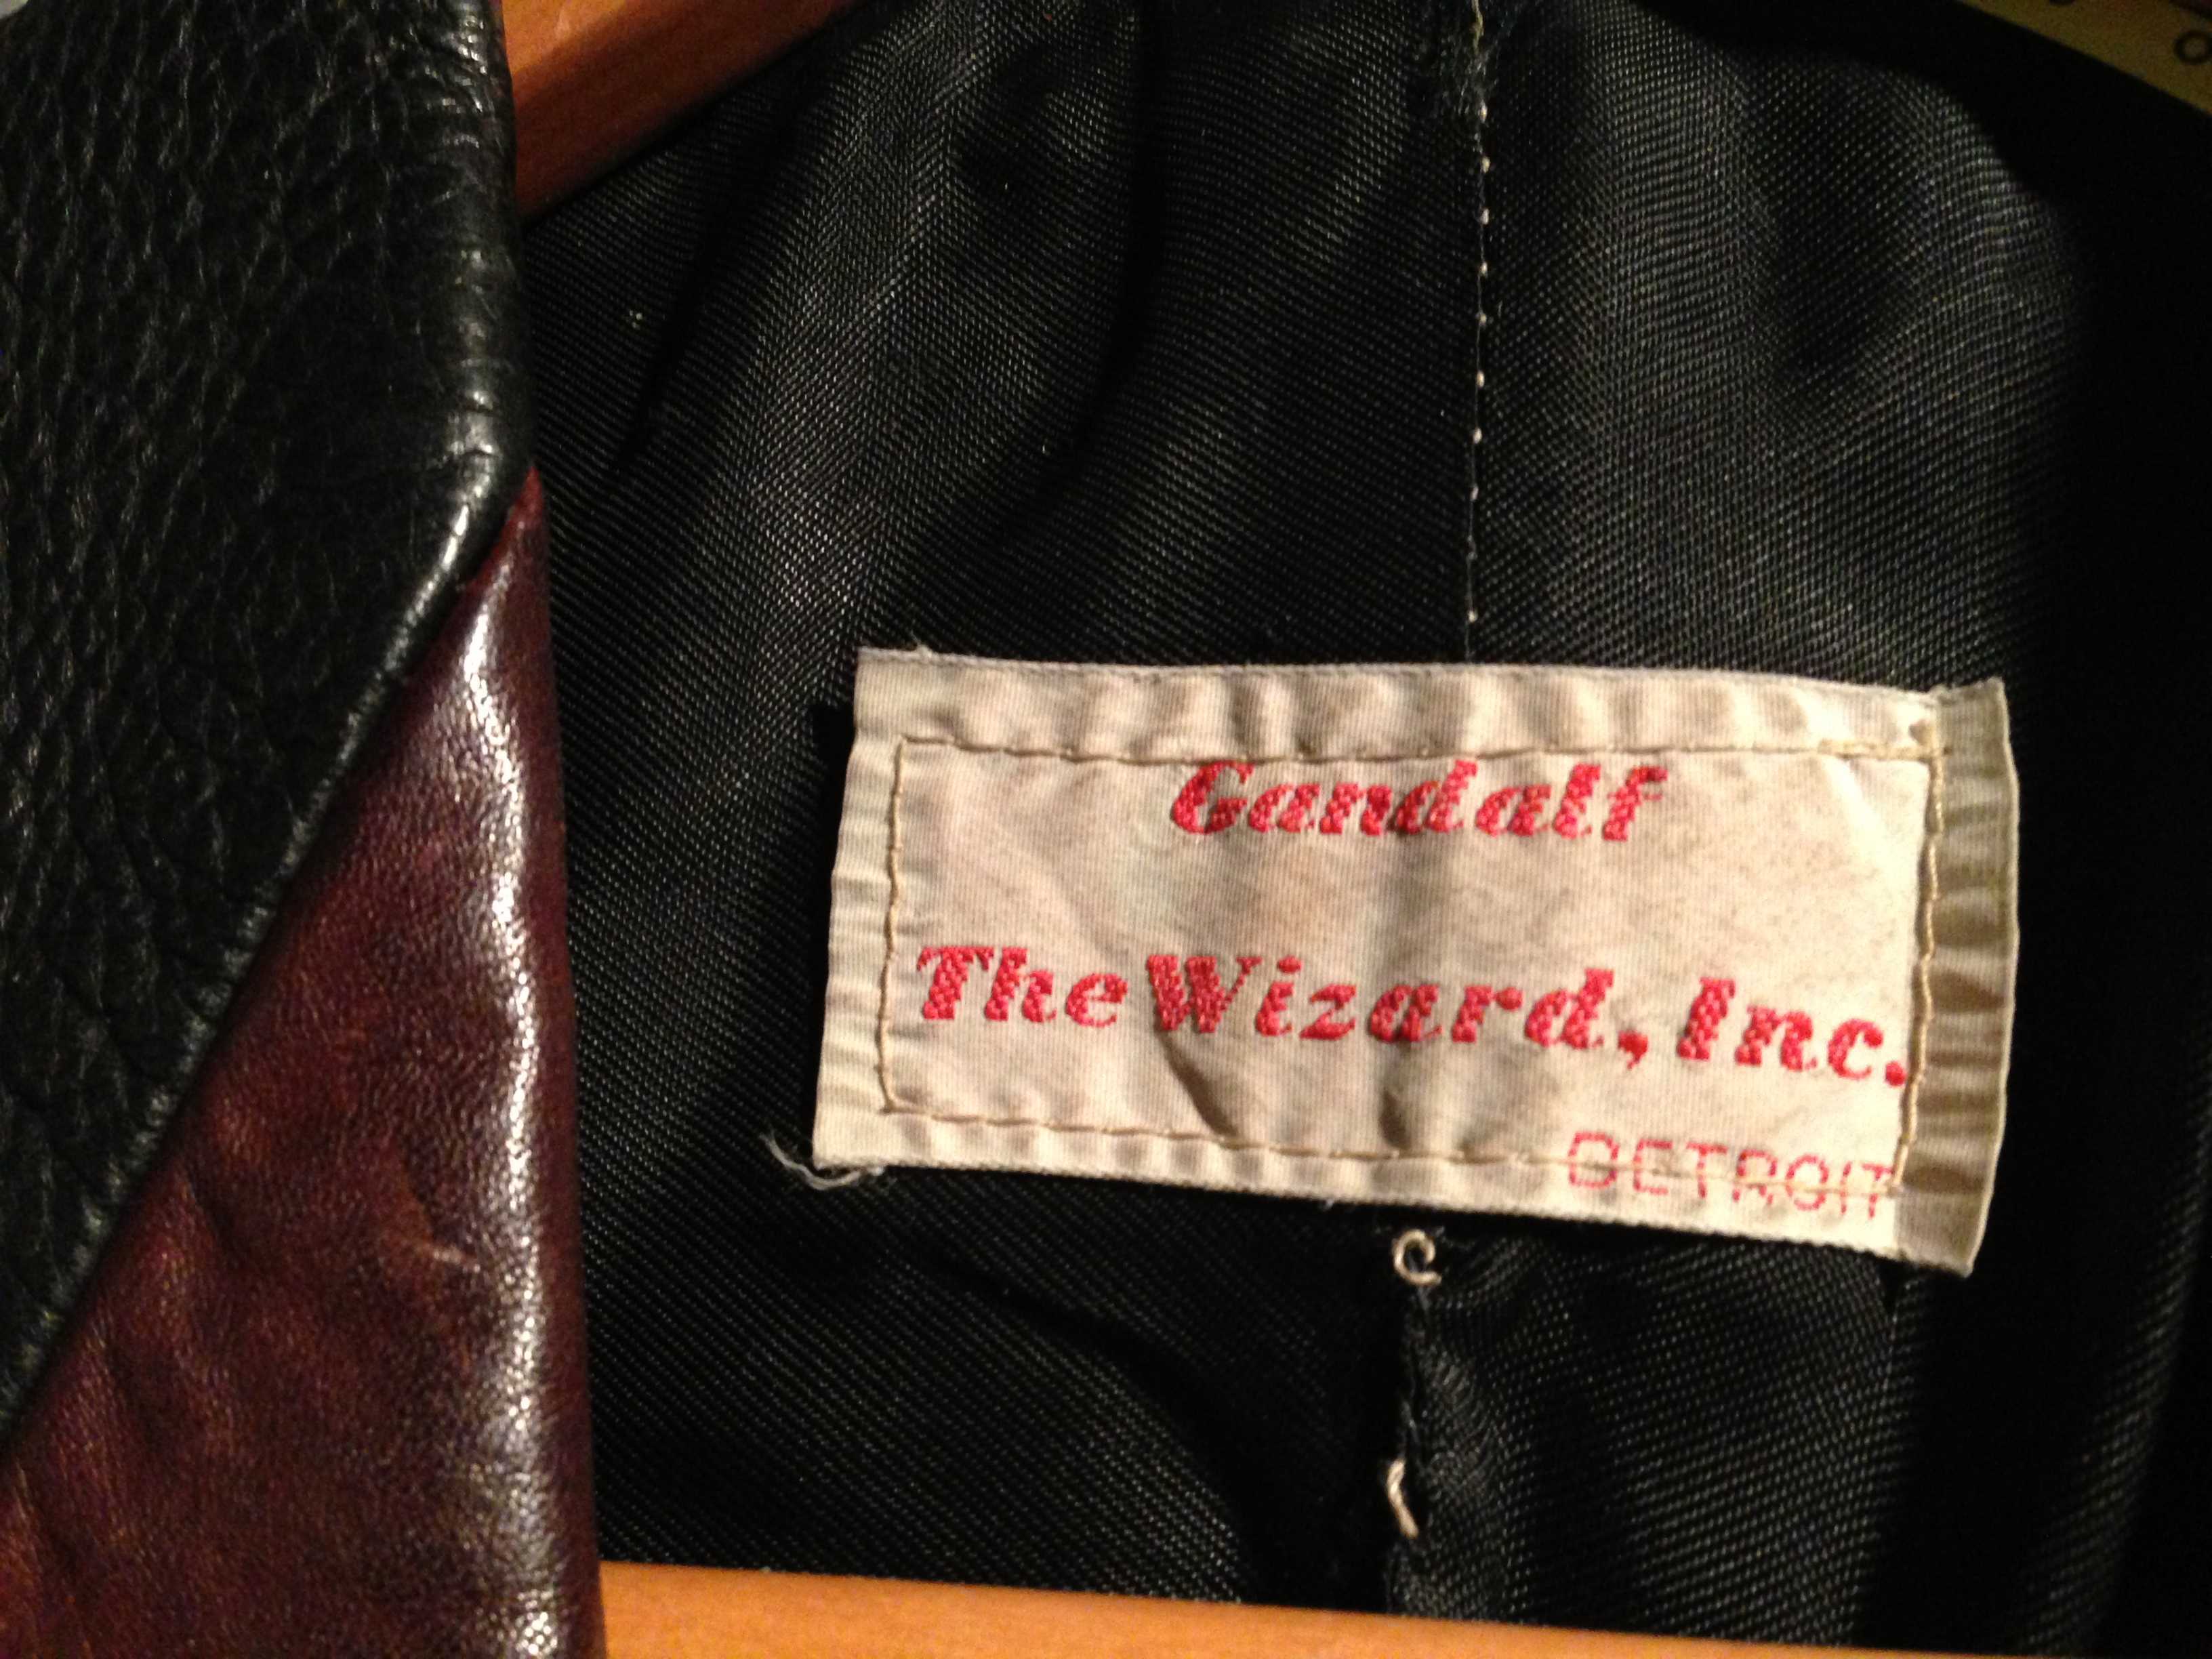 Gandalf
The Wizard, Inc.
DETROIT